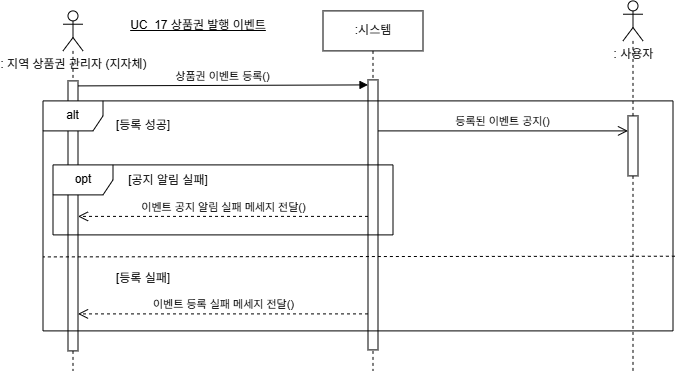 UC_17 상품권 발행 이벤트
:시스템
: 사용자
: 지역 상품권 관리자 (지자체)
상품권 이벤트 등록()
alt
[등록 성공]
등록된 이벤트 공지()
opt
[공지 알림 실패]
이벤트 공지 알림 실패 메세지 전달()
[등록 실패]
이벤트 등록 실패 메세지 전달()